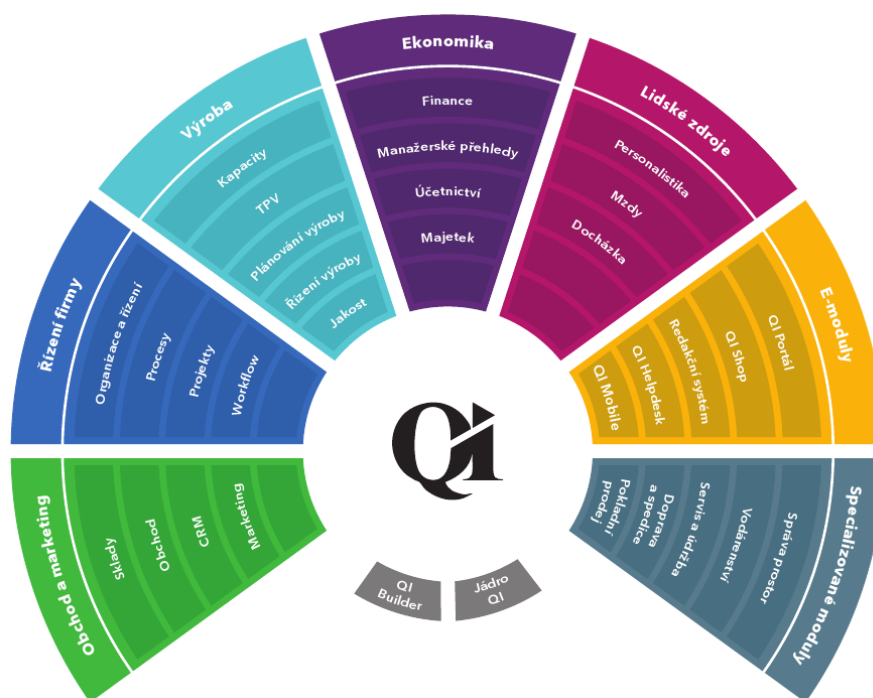 Obchod a marketing
Sklady
Obchod
CRM
Marketing
Řízení firmy
Organizace a řízení
Procesy
Projekty
Workflow
Výroba
Kapacity
TPV
Plánování výroby
Řízení výroby
Jakost
Ekonomika
Finance
Manažerské přehledy
Účetnictví
Majetek
Lidské zdroje
Personalistika
Mzdy
Docházka
E-moduly
QI Portál
QI Shop
Redakční systém
QI Helpdesk
QI Mobile
Specializované moduly
Správa prostor
Vodárenství
Servis a údržba
Doprava
a spedice
Pokladní
prodej
QI
QI
Builder
Jádro
QI